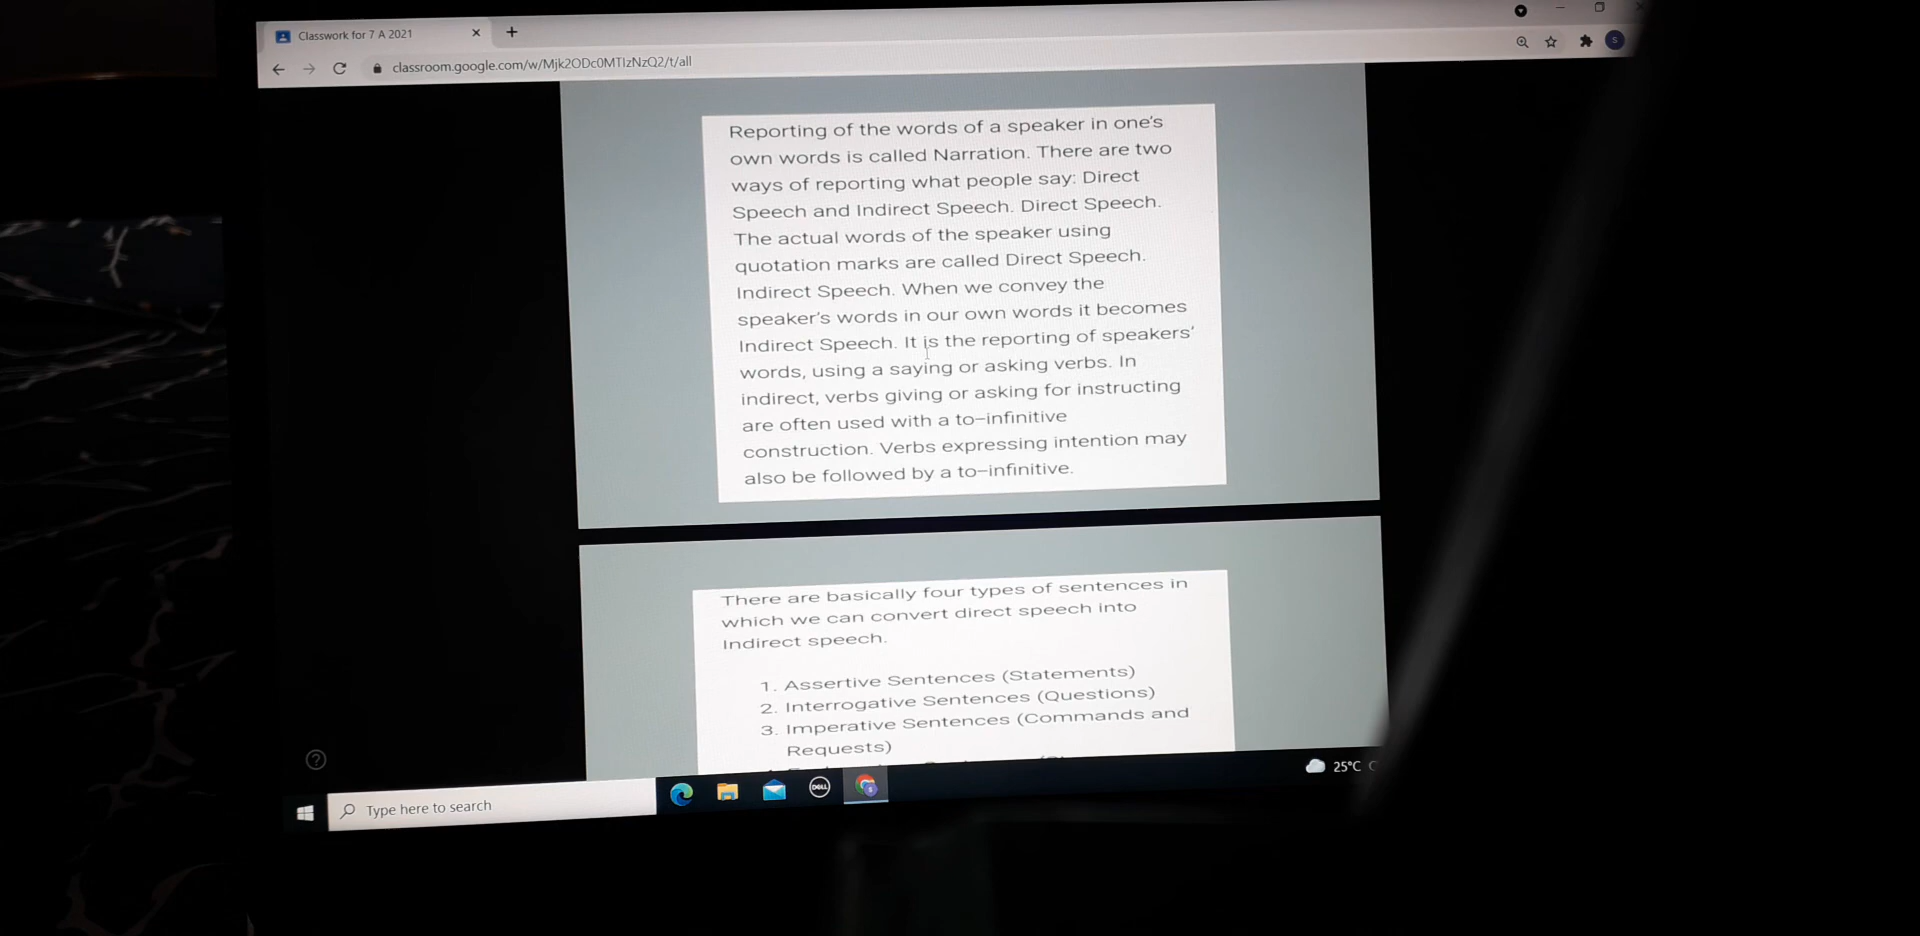 Classwork for 7 A 2021
classroom.google.com/w/Mjk2ODc0MTIzNzQ2/t/all
S
Reporting of the words of a speaker in one's
own words is called Narration. There are two
ways of reporting what people say: Direct
Speech and Indirect Speech. Direct Speech.
The actual words of the speaker using
quotation marks are called Direct Speech.
Indirect Speech. When we convey the
speaker's words in our own words it becomes
Indirect Speech. It is the reporting of speakers'
words, using a saying or asking verbs. In
indirect, verbs giving or asking for instructing
are often used with a to–infinitive
construction. Verbs expressing intention may
also be followed by a to–infinitive.
There are basically four types of sentences in
which we can convert direct speech into
Indirect speech.
1. Assertive Sentences (Statements)
2. Interrogative Sentences (Questions)
3. Imperative Sentences (Commands and
Requests)
Type here to search
DELL
25°C